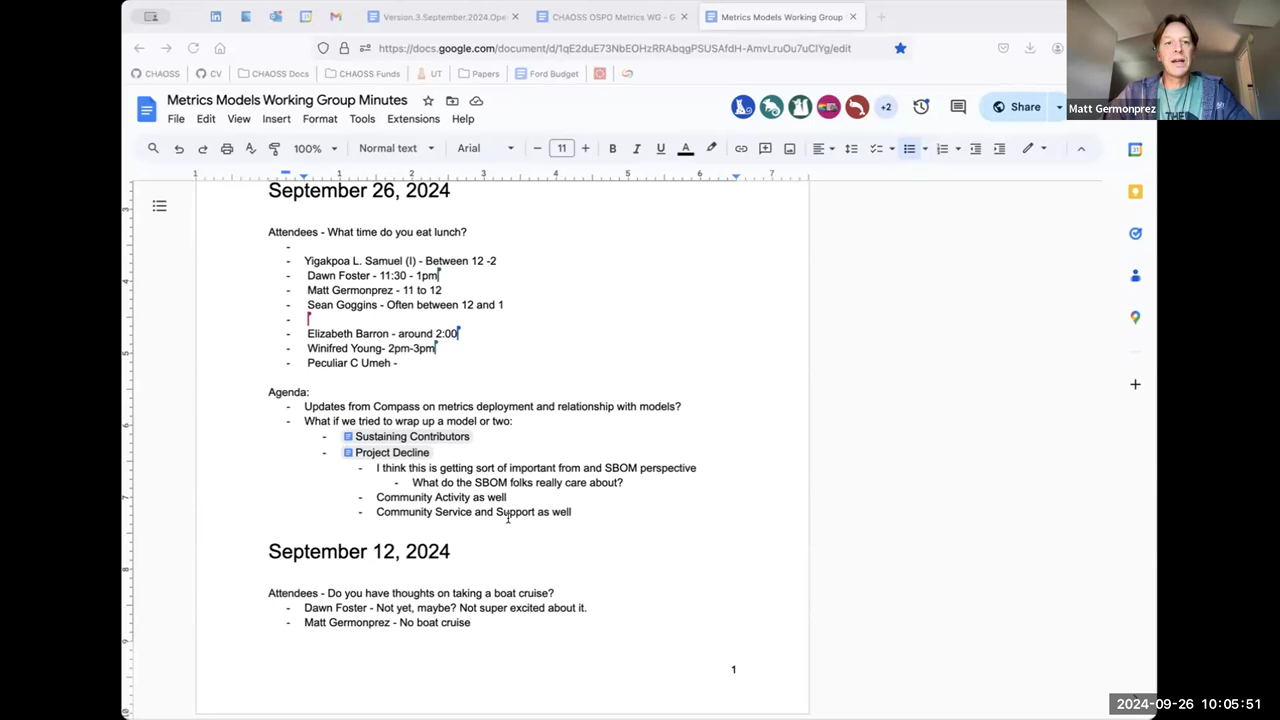 Version.3.September.2024.Ope
CHAOSS OSPO Metrics WG - G
Metrics Models Working Group
https://docs.google.com/document/d/1qE2duE73NbEOHzRRAbqgPSUSAfdH-AmvLruOu7uCIYg/edit
CHAOSS
CV
CHAOSS Docs
CHAOSS Funds
UT
Papers
Ford Budget
Matt Germonprez
Metrics Models Working Group Minutes
+2
Share
File Edit View Insert Format Tools Extensions Help
100% Normal text Arial 11
1 1 2 3 4 5 6 7
September 26, 2024
Attendees - What time do you eat lunch?
-
- Yigakpoa L. Samuel (I) - Between 12 -2
- Dawn Foster - 11:30 - 1pm
- Matt Germonprez - 11 to 12
- Sean Goggins - Often between 12 and 1
-
- Elizabeth Barron - around 2:00
- Winifred Young- 2pm-3pm
- Peculiar C Umeh -
Agenda:
- Updates from Compass on metrics deployment and relationship with models?
- What if we tried to wrap up a model or two:
- Sustaining Contributors
- Project Decline
- I think this is getting sort of important from and SBOM perspective
- What do the SBOM folks really care about?
- Community Activity as well
- Community Service and Support as well
September 12, 2024
Attendees - Do you have thoughts on taking a boat cruise?
- Dawn Foster - Not yet, maybe? Not super excited about it.
- Matt Germonprez - No boat cruise
1
2024-09-26 10:05:51